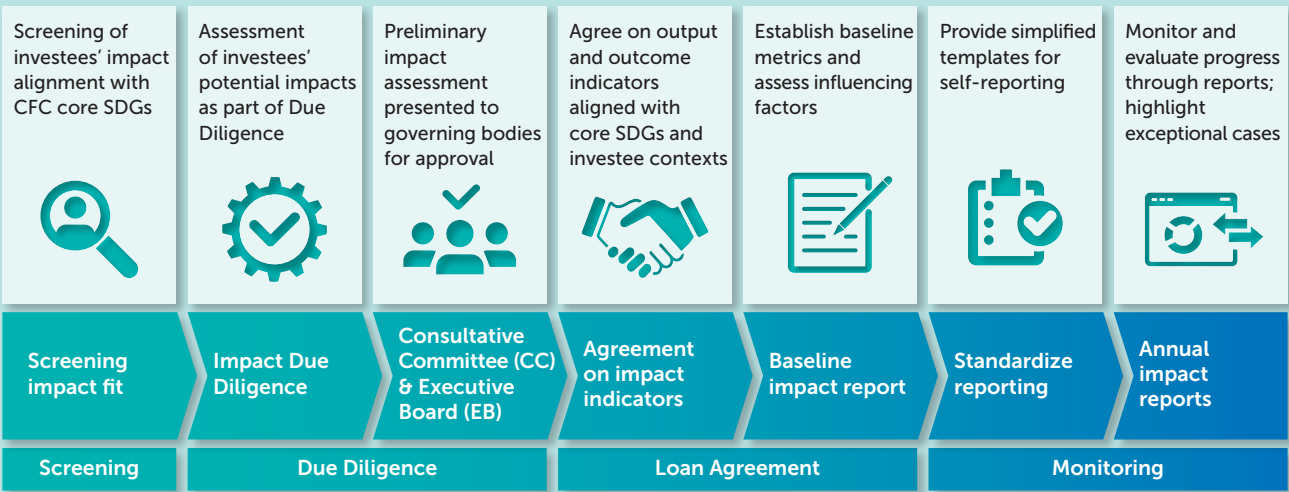 Screening of
investees’ impact
alignment with
CFC core SDGs
Assessment
of investees’
potential impacts
as part of Due
Diligence
Preliminary
impact
assessment
presented to
governing bodies
for approval
Agree on output
and outcome
indicators
aligned with
core SDGs and
investee contexts
Establish baseline
metrics and
assess influencing
factors
Provide simplified
templates for
self-reporting
Monitor and
evaluate progress
through reports;
highlight
exceptional cases
Screening
impact fit
Impact Due
Diligence
Consultative
Committee (CC)
& Executive
Board (EB)
Agreement
on impact
indicators
Baseline
impact report
Standardize
reporting
Annual
impact
reports
Screening
Due Diligence
Loan Agreement
Monitoring